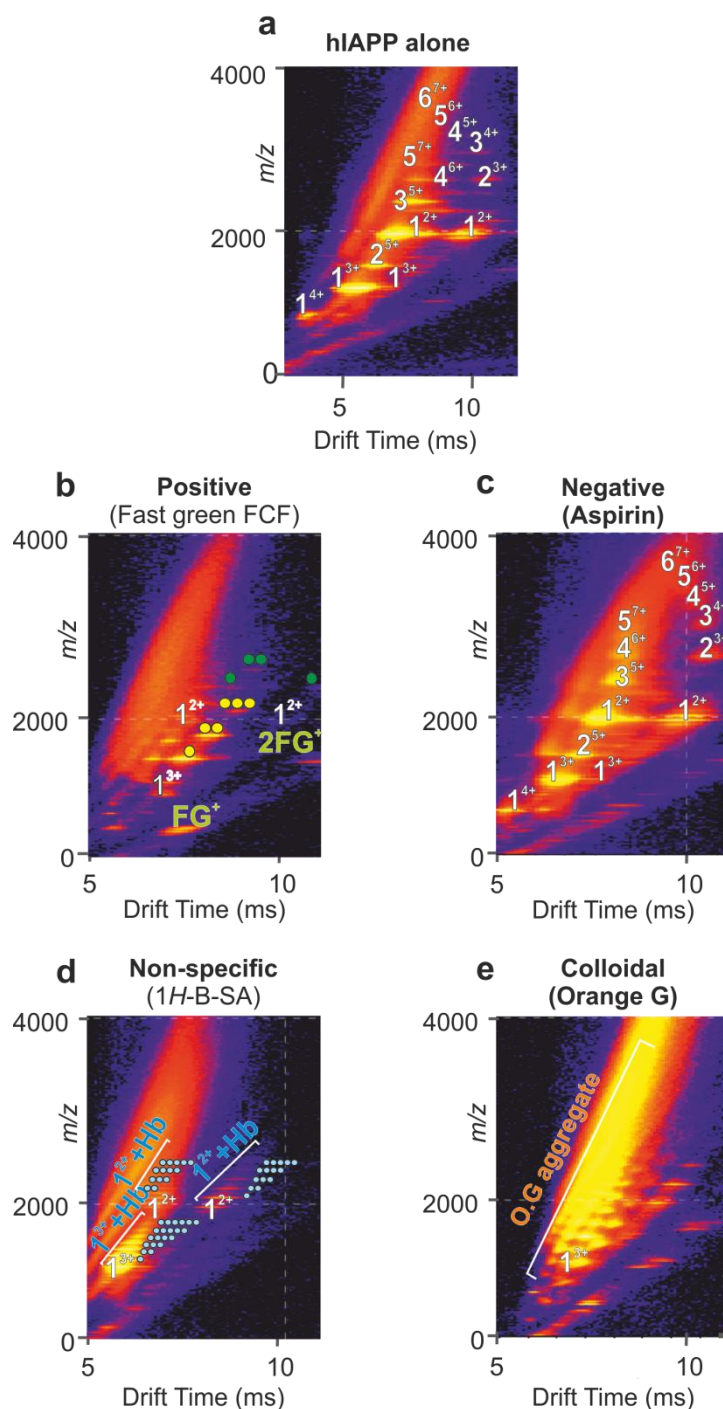 a
hIAPP alone
4000
2000
0
m/z
6⁷⁺
5⁶⁺
4⁵⁺
3⁴⁺
5⁷⁺
4⁶⁺
2³⁺
3⁵⁺
1²⁺
1²⁺
2⁵⁺
1³⁺
1³⁺
1⁴⁺
5
10
Drift Time (ms)
b
Positive
(Fast green FCF)
4000
2000
0
m/z
1²⁺
1²⁺
2FG⁺
1³⁺
FG⁺
5
10
Drift Time (ms)
c
Negative
(Aspirin)
4000
2000
0
m/z
6⁷⁺
5⁶⁺
4⁵⁺
3⁴⁺
5⁷⁺
4⁶⁺
2³⁺
3⁵⁺
1²⁺
1²⁺
2⁵⁺
1³⁺
1³⁺
1⁴⁺
5
10
Drift Time (ms)
d
Non-specific
(1H-B-SA)
4000
2000
0
m/z
1²⁺+Hb
1²⁺+Hb
1³⁺+Hb
1²⁺
1²⁺
1³⁺
5
10
Drift Time (ms)
e
Colloidal
(Orange G)
4000
2000
0
m/z
O.G aggregate
1³⁺
5
10
Drift Time (ms)